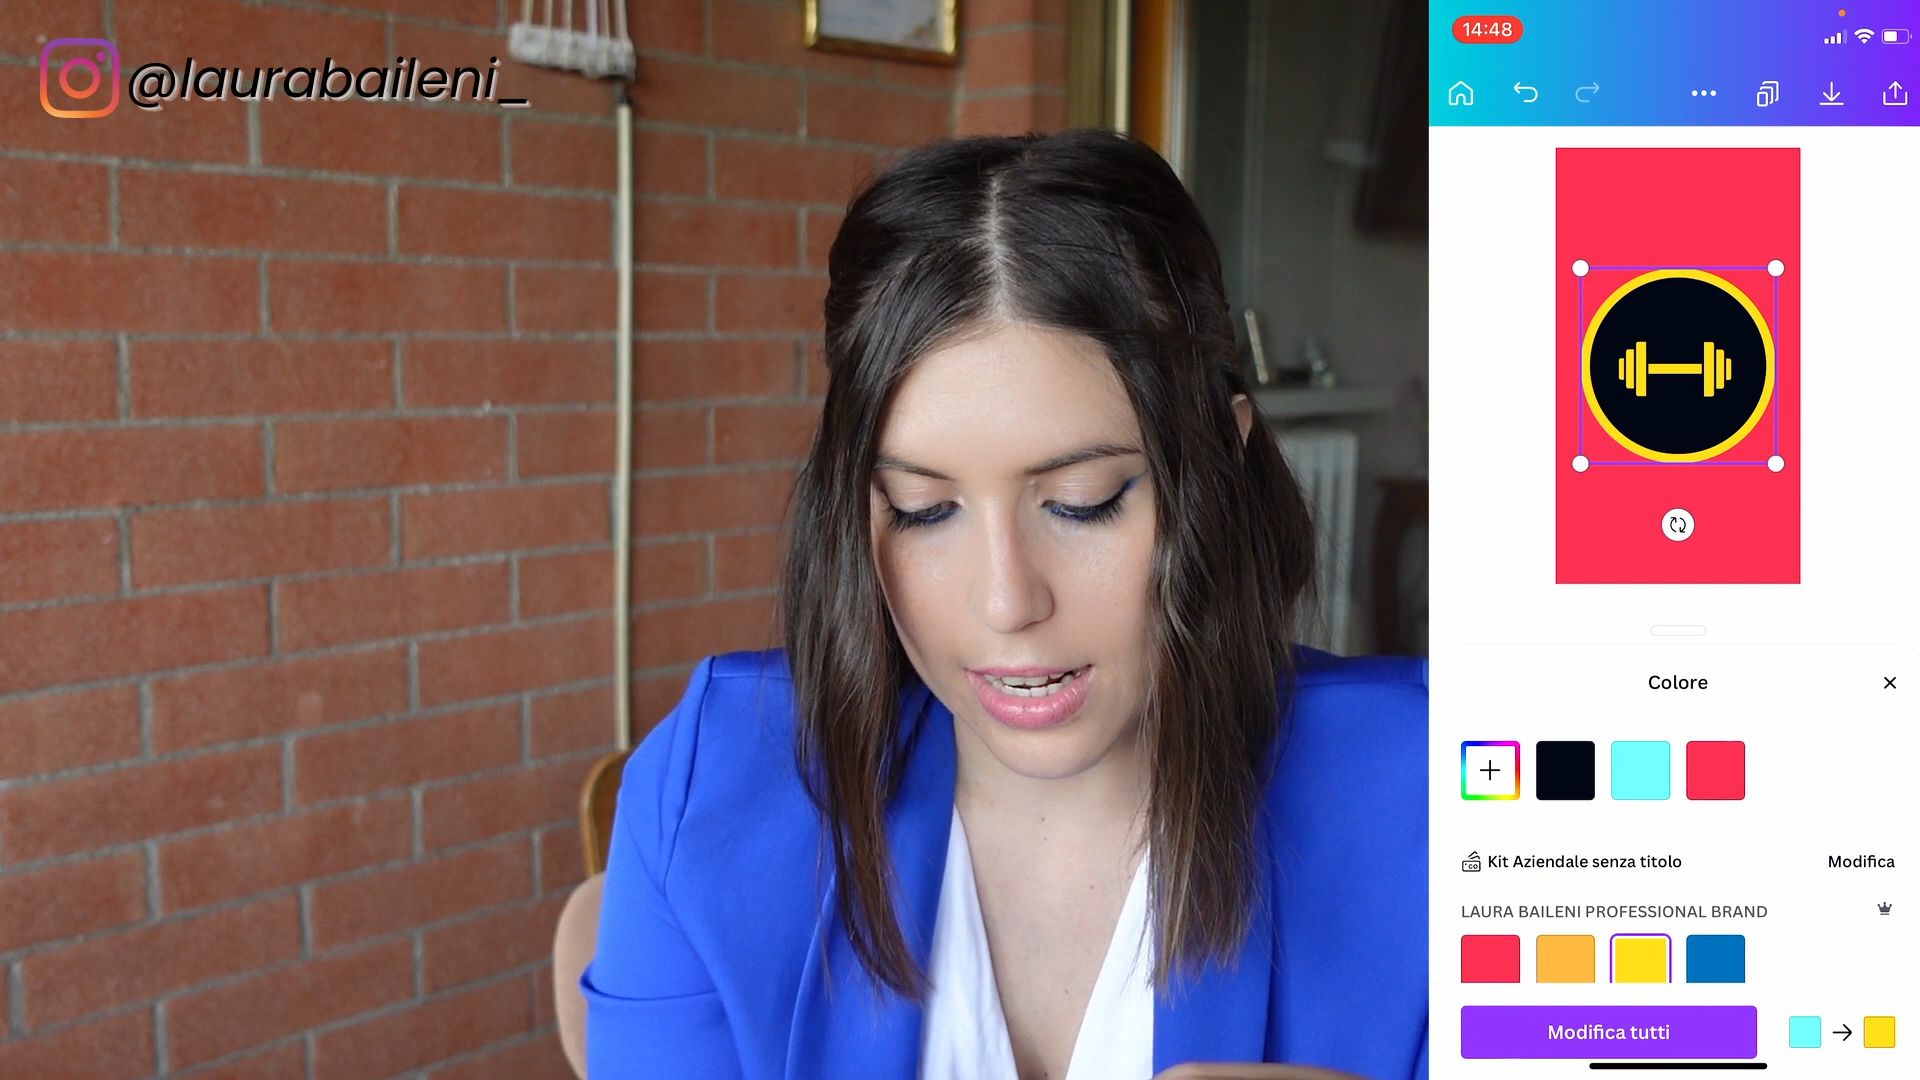 @laurabaileni_
14:48
Colore
Kit Aziendale senza titolo
Modifica
LAURA BAILENI PROFESSIONAL BRAND
Modifica tutti